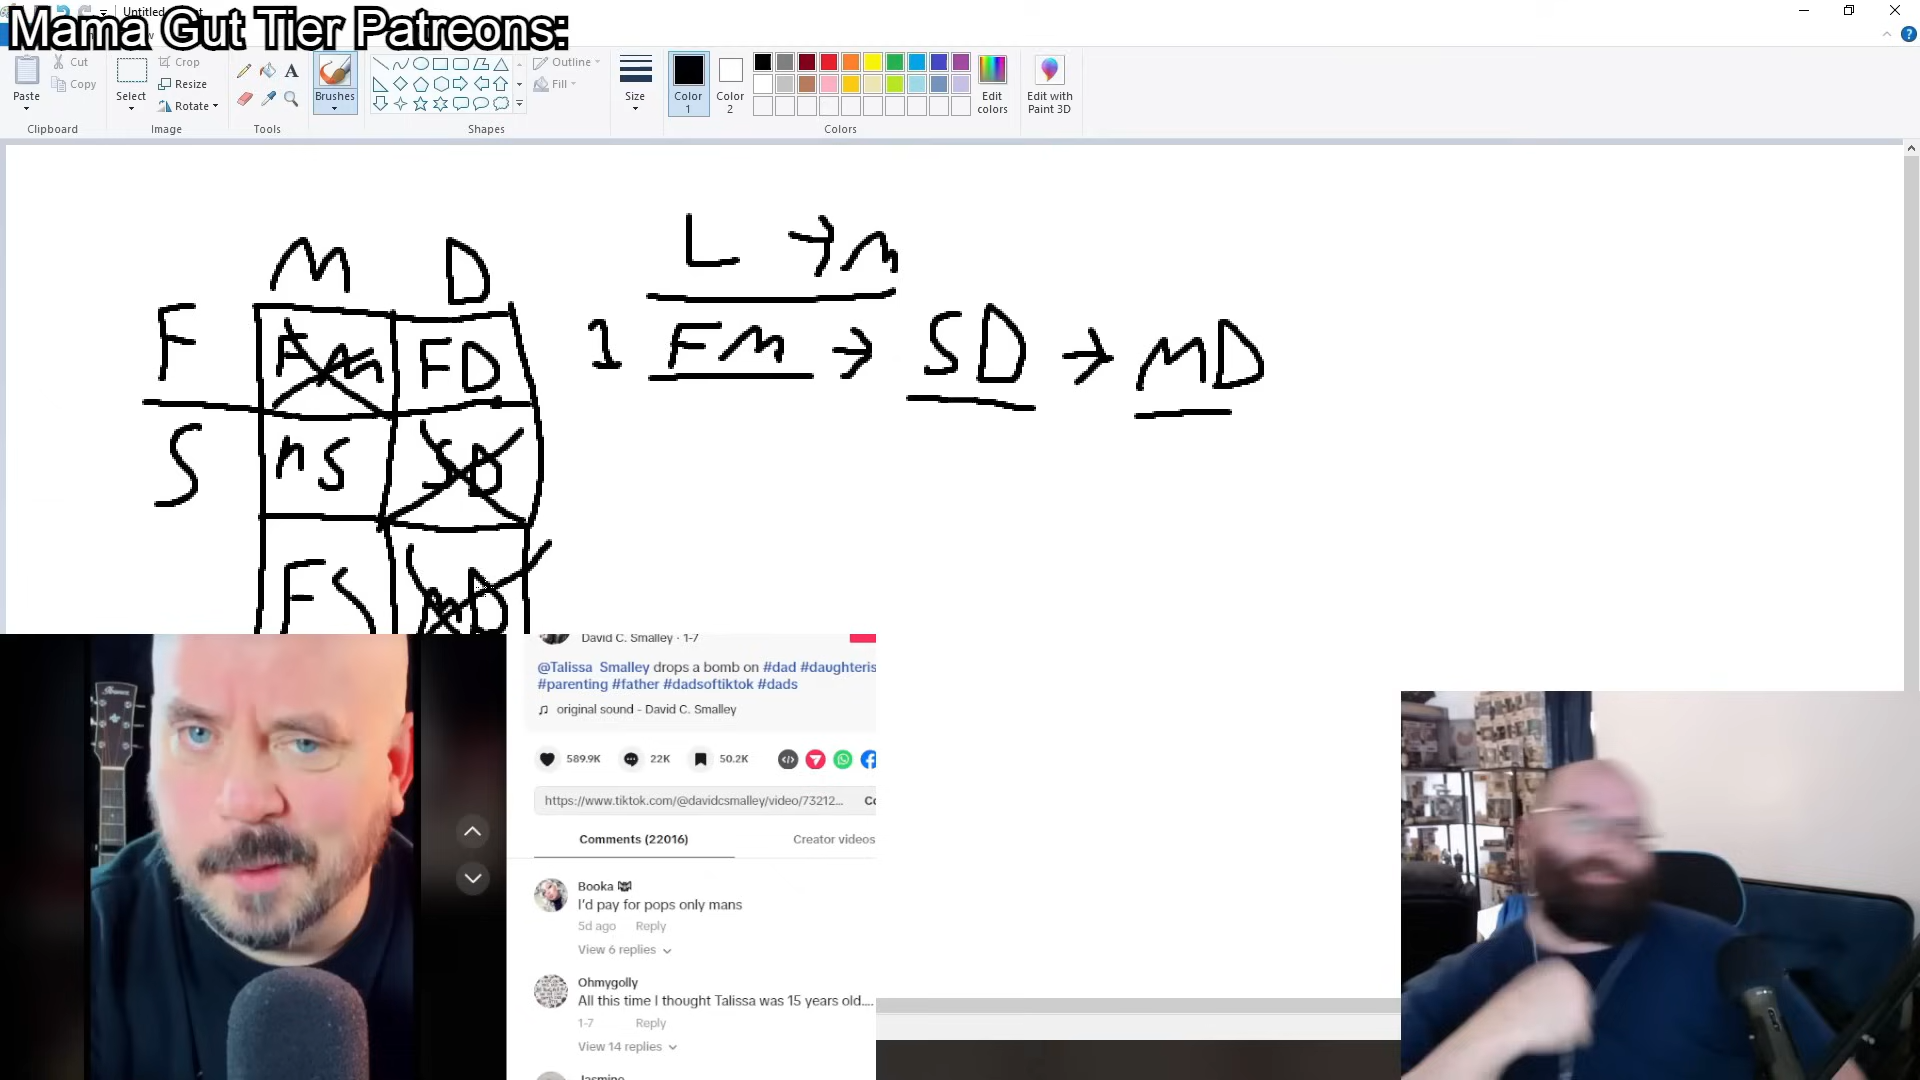 Mama Gut Tier Patreons:
Untitled
Cut
Copy
Paste
Clipboard
Select
Crop
Resize
Rotate
Image
Tools
Brushes
Shapes
Outline
Fill
Size
Color
1
Color
2
Edit
colors
Colors
Edit with
Paint 3D
L → M
M D
F FM FD
1 FM → SD → MD
S MS SD
FS MD
David C. Smalley · 1-7
@Talissa Smalley drops a bomb on #dad #daughteris
#parenting #father #dadsoftiktok #dads
original sound - David C. Smalley
589.9K 22K 50.2K
https://www.tiktok.com/@davidcsmalley/video/73212... Co
Comments (22016) Creator videos
Booka
I'd pay for pops only mans
5d ago Reply
View 6 replies
Ohmygolly
All this time I thought Talissa was 15 years old....
1-7 Reply
View 14 replies
Jasmine
Ibanez